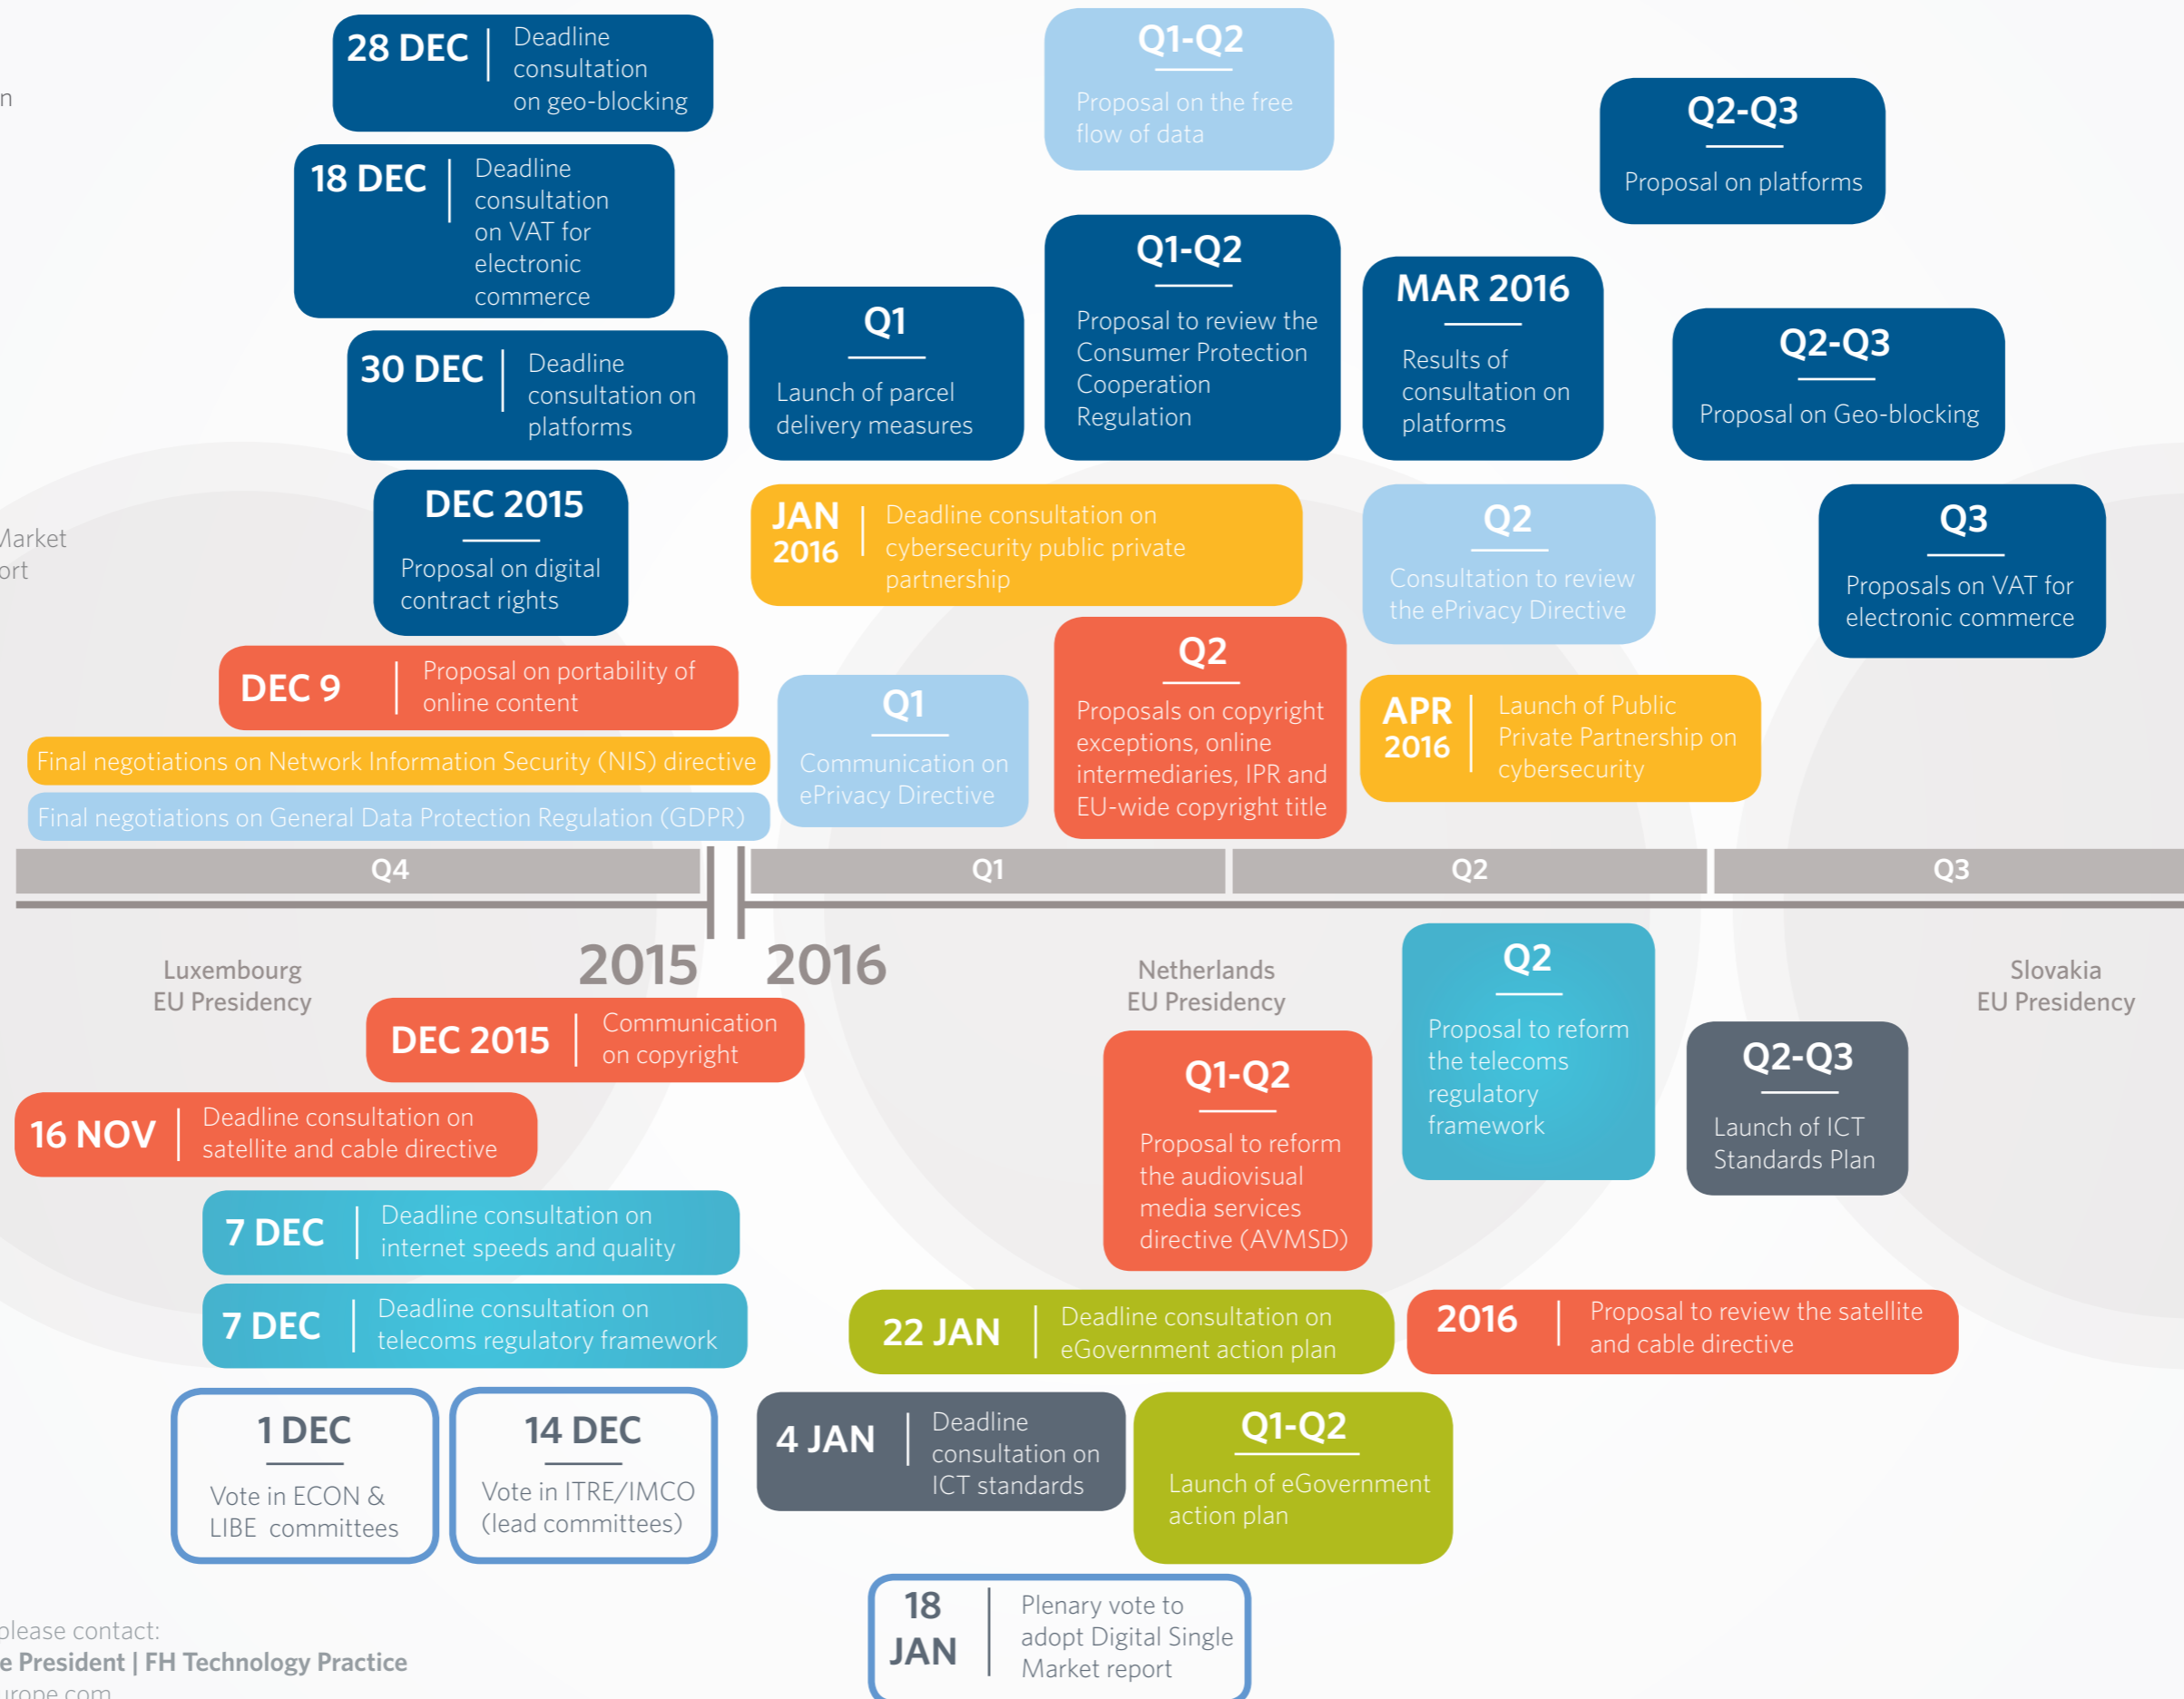 n
28 DEC
Deadline
consultation
on geo-blocking
Q1-Q2
Proposal on the free
flow of data
Q2-Q3
Proposal on platforms
18 DEC
Deadline
consultation
on VAT for
electronic
commerce
Q1-Q2
Proposal to review the
Consumer Protection
Cooperation
Regulation
MAR 2016
Results of
consultation on
platforms
Q1
Launch of parcel
delivery measures
Q2-Q3
Proposal on Geo-blocking
30 DEC
Deadline
consultation on
platforms
Market
ort
DEC 2015
Proposal on digital
contract rights
JAN
2016
Deadline consultation on
cybersecurity public private
partnership
Q2
Consultation to review
the ePrivacy Directive
Q3
Proposals on VAT for
electronic commerce
DEC 9
Proposal on portability of
online content
Q2
Proposals on copyright
exceptions, online
intermediaries, IPR and
EU-wide copyright title
Q1
Communication on
ePrivacy Directive
APR
2016
Launch of Public
Private Partnership on
cybersecurity
Final negotiations on Network Information Security (NIS) directive
Final negotiations on General Data Protection Regulation (GDPR)
Q4
Q1
Q2
Q3
2015
2016
Luxembourg
EU Presidency
Netherlands
EU Presidency
Slovakia
EU Presidency
Q2
Proposal to reform
the telecoms
regulatory
framework
DEC 2015
Communication
on copyright
Q1-Q2
Proposal to reform
the audiovisual
media services
directive (AVMSD)
Q2-Q3
Launch of ICT
Standards Plan
16 NOV
Deadline consultation on
satellite and cable directive
7 DEC
Deadline consultation on
internet speeds and quality
7 DEC
Deadline consultation on
telecoms regulatory framework
22 JAN
Deadline consultation on
eGovernment action plan
2016
Proposal to review the satellite
and cable directive
1 DEC
Vote in ECON &
LIBE committees
14 DEC
Vote in ITRE/IMCO
(lead committees)
4 JAN
Deadline
consultation on
ICT standards
Q1-Q2
Launch of eGovernment
action plan
18
JAN
Plenary vote to
adopt Digital Single
Market report
please contact:
e President | FH Technology Practice
urope.com